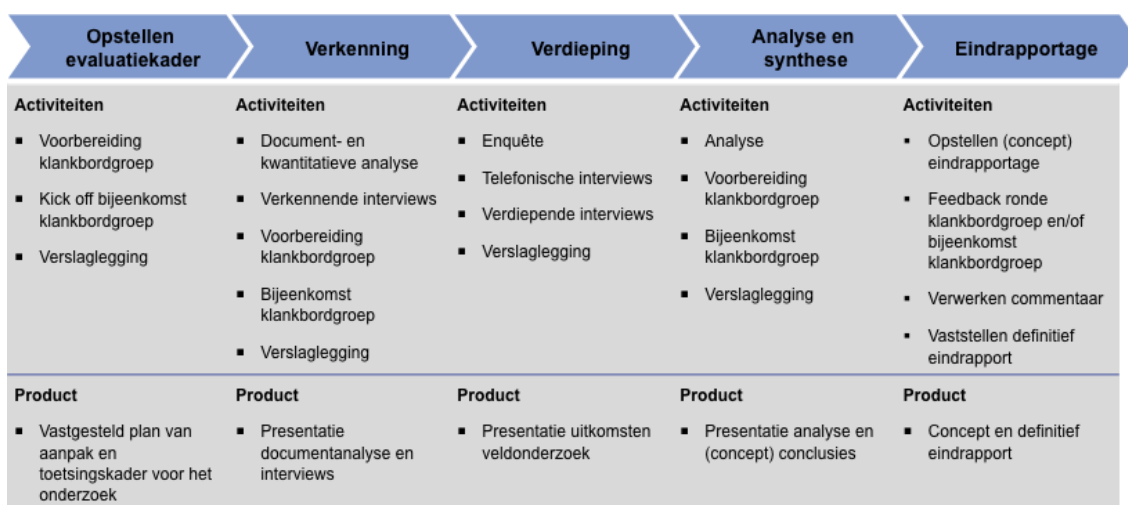 Opstellen
evaluatiekader
Verkenning
Verdieping
Analyse en
synthese
Eindrapportage
Activiteiten
▪ Voorbereiding
klankbordgroep
▪ Kick off bijeenkomst
klankbordgroep
▪ Verslaglegging
Activiteiten
▪ Document- en
kwantitatieve analyse
▪ Verkennende interviews
▪ Voorbereiding
klankbordgroep
▪ Bijeenkomst
klankbordgroep
▪ Verslaglegging
Activiteiten
▪ Enquête
▪ Telefonische interviews
▪ Verdiepende interviews
▪ Verslaglegging
Activiteiten
▪ Analyse
▪ Voorbereiding
klankbordgroep
▪ Bijeenkomst
klankbordgroep
▪ Verslaglegging
Activiteiten
▪ Opstellen (concept)
eindrapportage
▪ Feedback ronde
klankbordgroep en/of
bijeenkomst
klankbordgroep
▪ Verwerken commentaar
▪ Vaststellen definitief
eindrapport
Product
▪ Vastgesteld plan van
aanpak en
toetsingskader voor het
onderzoek
Product
▪ Presentatie
documentanalyse en
interviews
Product
▪ Presentatie uitkomsten
veldonderzoek
Product
▪ Presentatie analyse en
(concept) conclusies
Product
▪ Concept en definitief
eindrapport